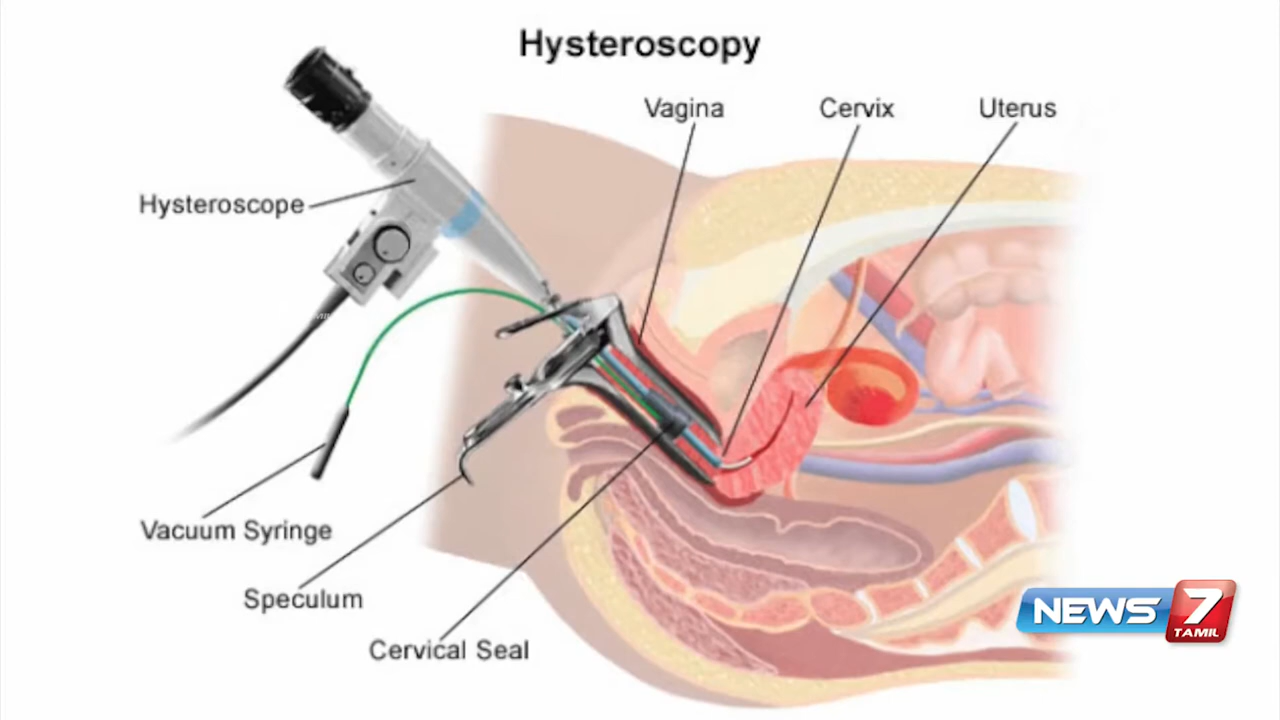 Hysteroscopy
Vagina
Cervix
Uterus
Hysteroscope
Vacuum Syringe
Speculum
Cervical Seal
NEWS 7
TAMIL